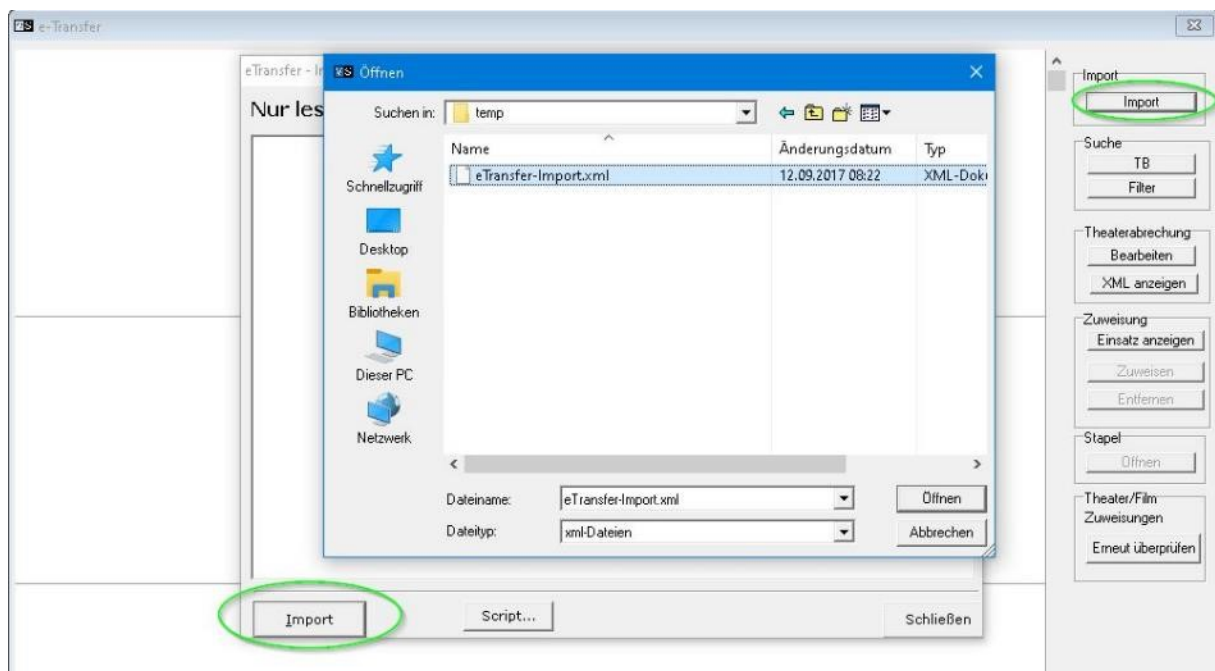 e-Transfer
eTransfer - I
Nur les
Öffnen
Suchen in:
temp
Name
Änderungsdatum
Typ
eTransfer-Import.xml
12.09.2017 08:22
XML-Doku
Schnellzugriff
Desktop
Bibliotheken
Dieser PC
Netzwerk
Dateiname:
eTransfer-Import.xml
Öffnen
Dateityp:
xml-Dateien
Abbrechen
Import
Script...
Schließen
Import
Import
Suche
TB
Filter
Theaterabrechung
Bearbeiten
XML anzeigen
Zuweisung
Einsatz anzeigen
Zuweisen
Entfernen
Stapel
Öffnen
Theater/Film
Zuweisungen
Erneut überprüfen